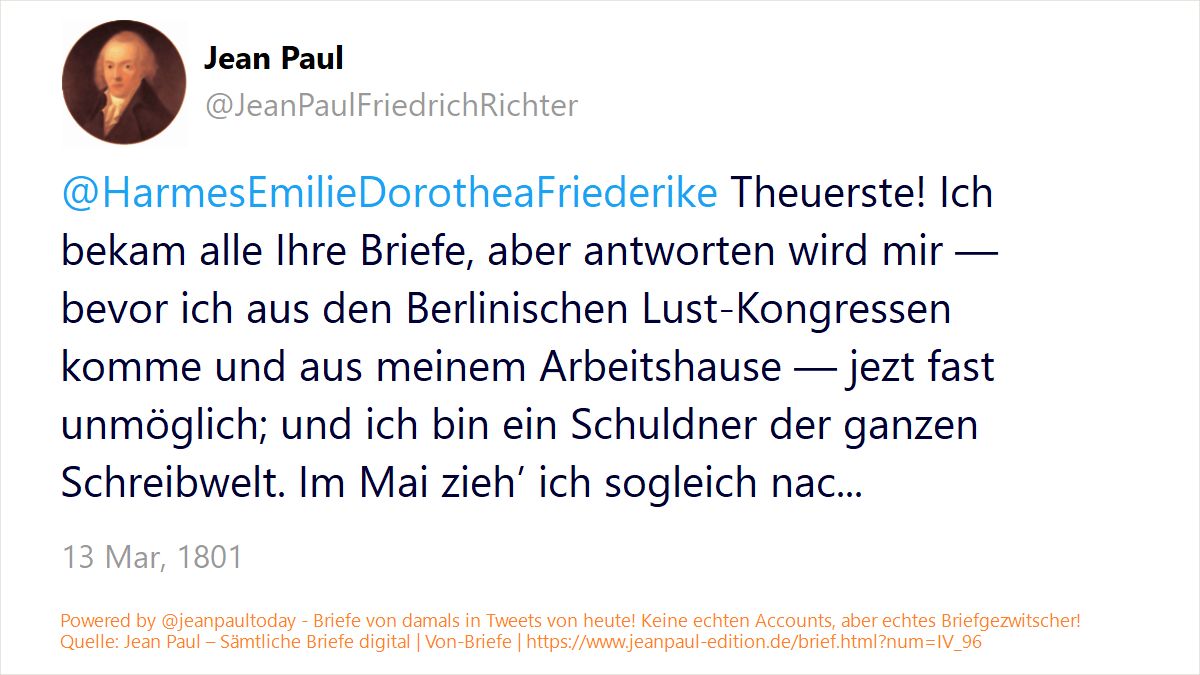 Jean Paul
@JeanPaulFriedrichRichter
@HarmesEmilieDorotheaFriederike Theuerste! Ich
bekam alle Ihre Briefe, aber antworten wird mir —
bevor ich aus den Berlinischen Lust-Kongressen
komme und aus meinem Arbeitshause — jezt fast
unmöglich; und ich bin ein Schuldner der ganzen
Schreibwelt. Im Mai zieh’ ich sogleich nac...
13 Mar, 1801
Powered by @jeanpaultoday - Briefe von damals in Tweets von heute! Keine echten Accounts, aber echtes Briefgezwitscher!
Quelle: Jean Paul – Sämtliche Briefe digital | Von-Briefe | https://www.jeanpaul-edition.de/brief.html?num=IV_96